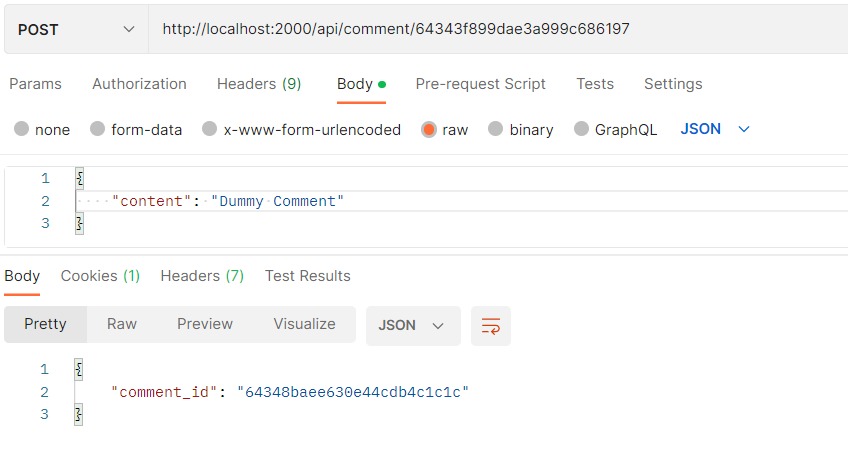 POST http://localhost:2000/api/comment/64343f899dae3a999c686197
Params Authorization Headers (9) Body Pre-request Script Tests Settings
none form-data x-www-form-urlencoded raw binary GraphQL JSON
1 {
2 "content": "Dummy Comment"
3 }
Body Cookies (1) Headers (7) Test Results
Pretty Raw Preview Visualize JSON
1 {
2 "comment_id": "64348baee630e44cdb4c1c1c"
3 }